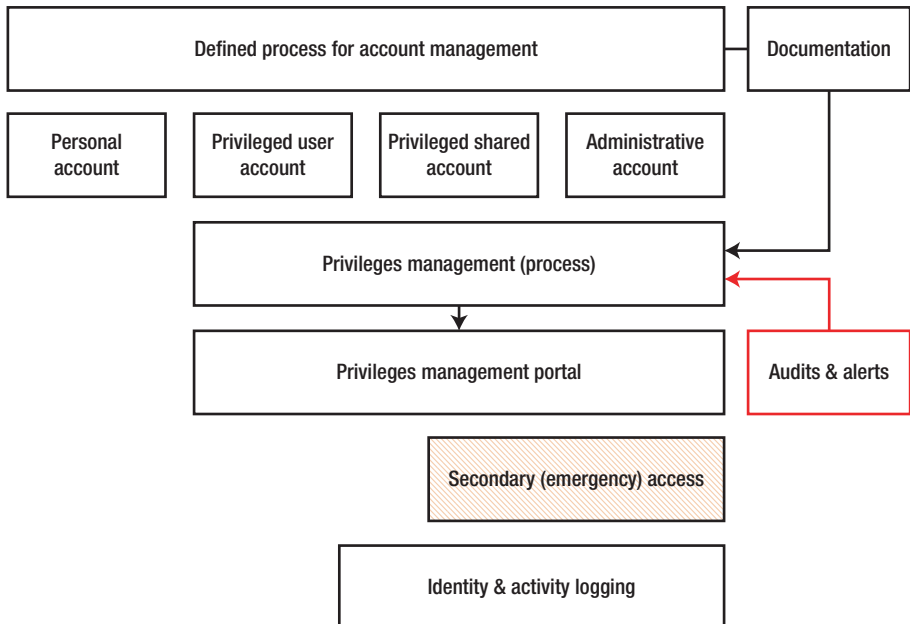 Defined process for account management
Documentation
Personal
account
Privileged user
account
Privileged shared
account
Administrative
account
Privileges management (process)
Privileges management portal
Audits & alerts
Secondary (emergency) access
Identity & activity logging